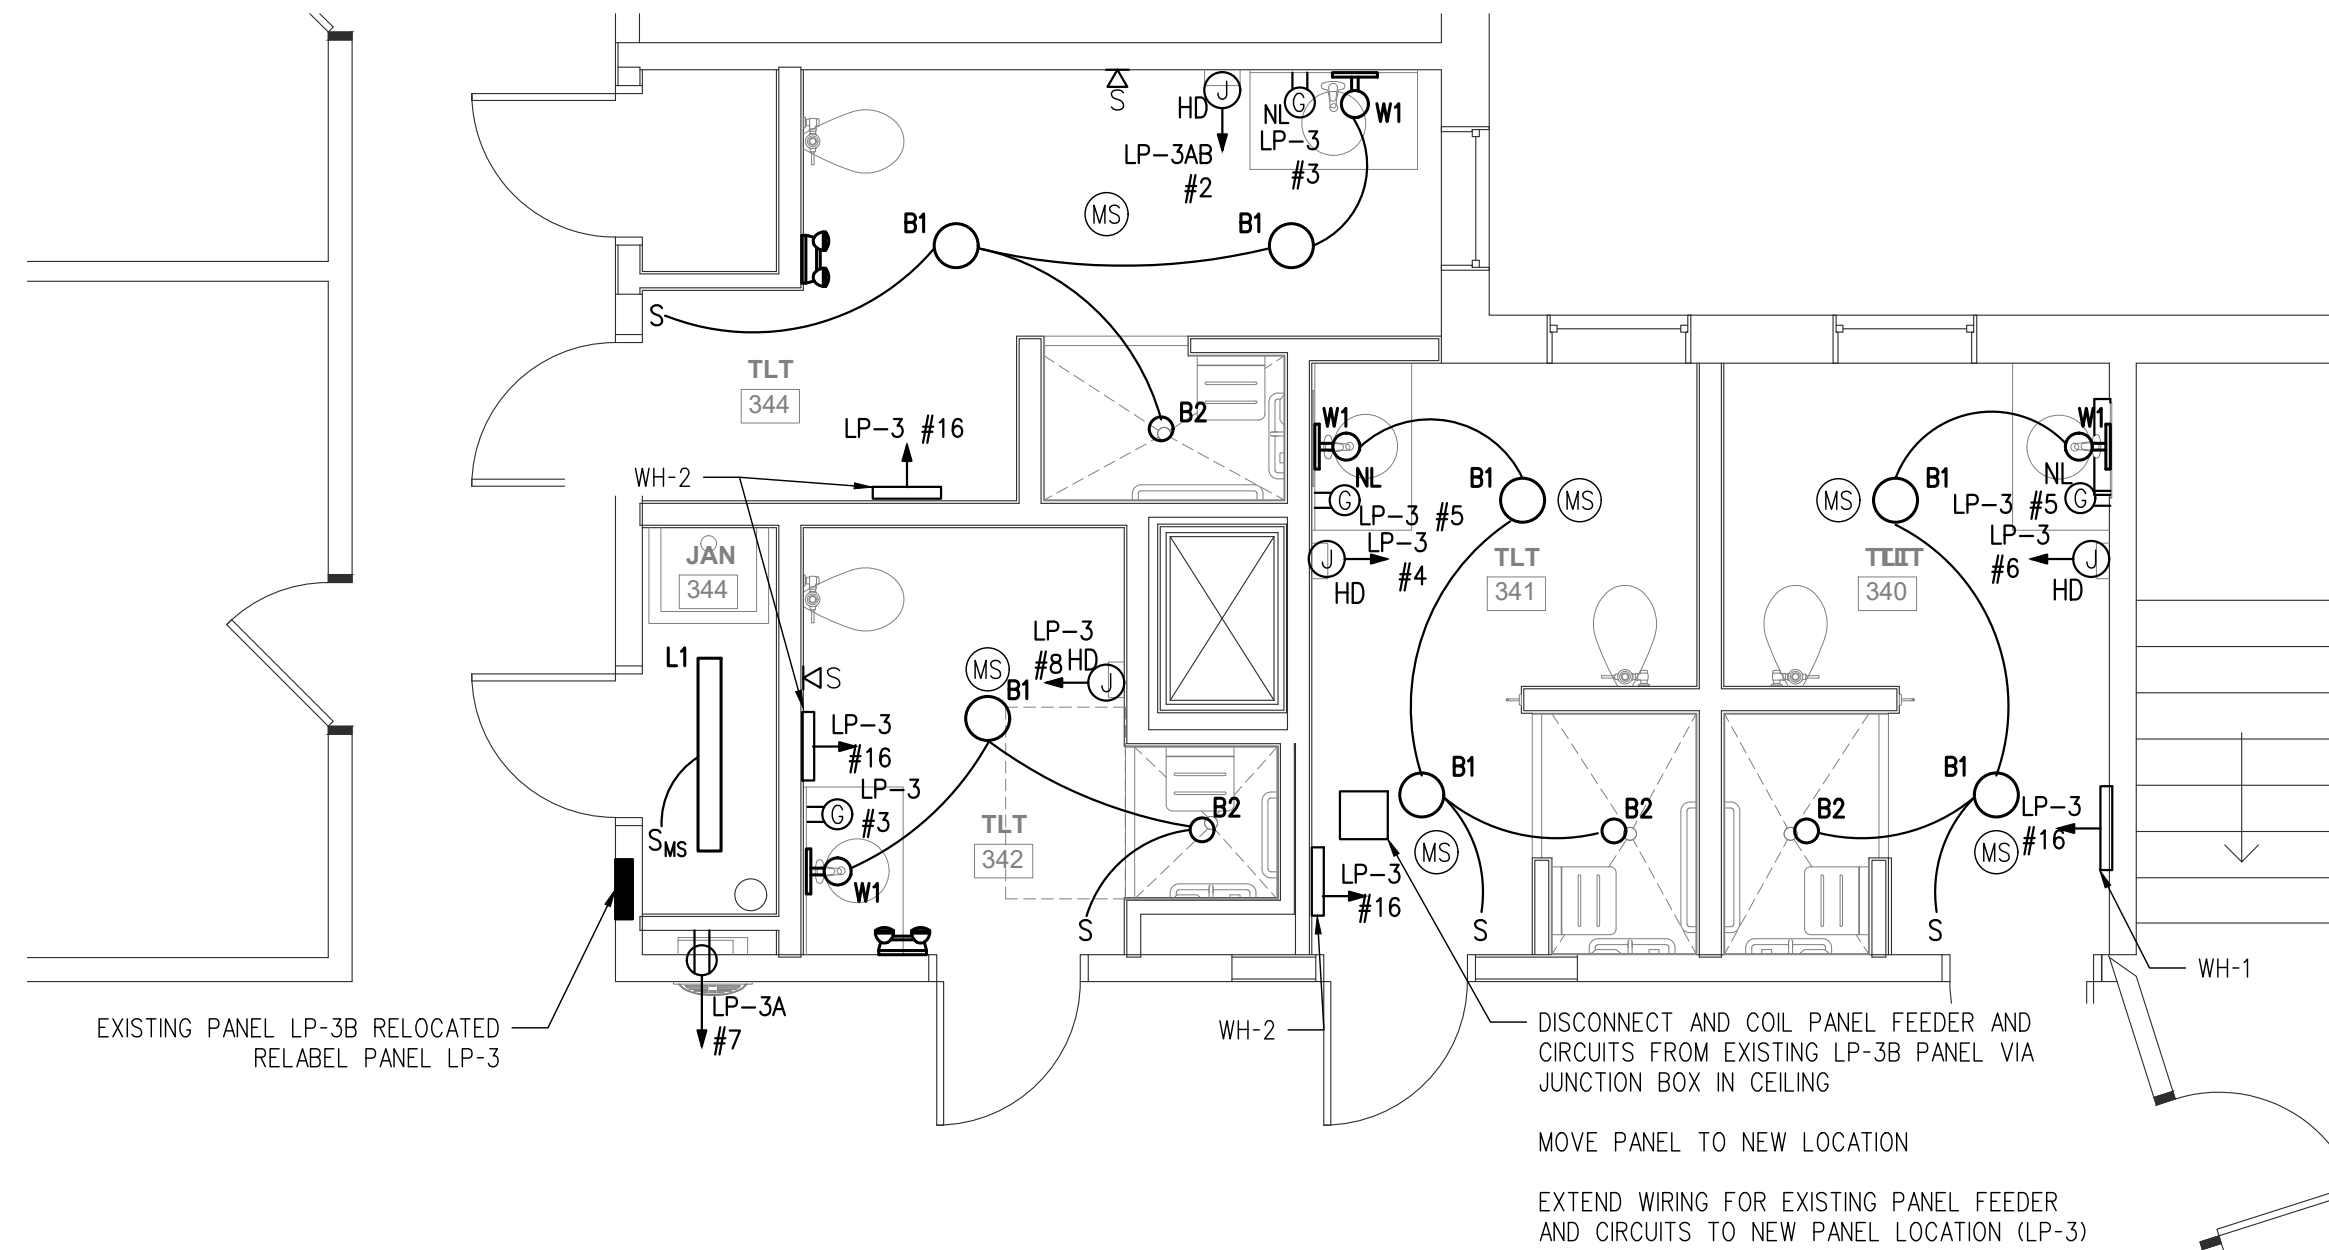 S
HD
J
NL
G
W1
LP-3AB
#2
LP-3
#3
MS
B1
B1
S
TLT
344
B2
LP-3 #16
WH-2
W1
NL
G
LP-3 #5
LP-3
#4
J
HD
B1
MS
TLT
341
MS
B1
W1
NL
LP-3 #5
G
LP-3
#6
J
HD
TLT
340
JAN
344
L1
S
LP-3
#8
HD
J
MS
B1
LP-3
#16
LP-3
#3
G
TLT
342
B2
W1
SMS
S
B1
MS
B2
LP-3
#16
S
B2
B1
MS
LP-3
#16
S
WH-1
WH-2
LP-3A
#7
EXISTING PANEL LP-3B RELOCATED
RELABEL PANEL LP-3
DISCONNECT AND COIL PANEL FEEDER AND
CIRCUITS FROM EXISTING LP-3B PANEL VIA
JUNCTION BOX IN CEILING
MOVE PANEL TO NEW LOCATION
EXTEND WIRING FOR EXISTING PANEL FEEDER
AND CIRCUITS TO NEW PANEL LOCATION (LP-3)